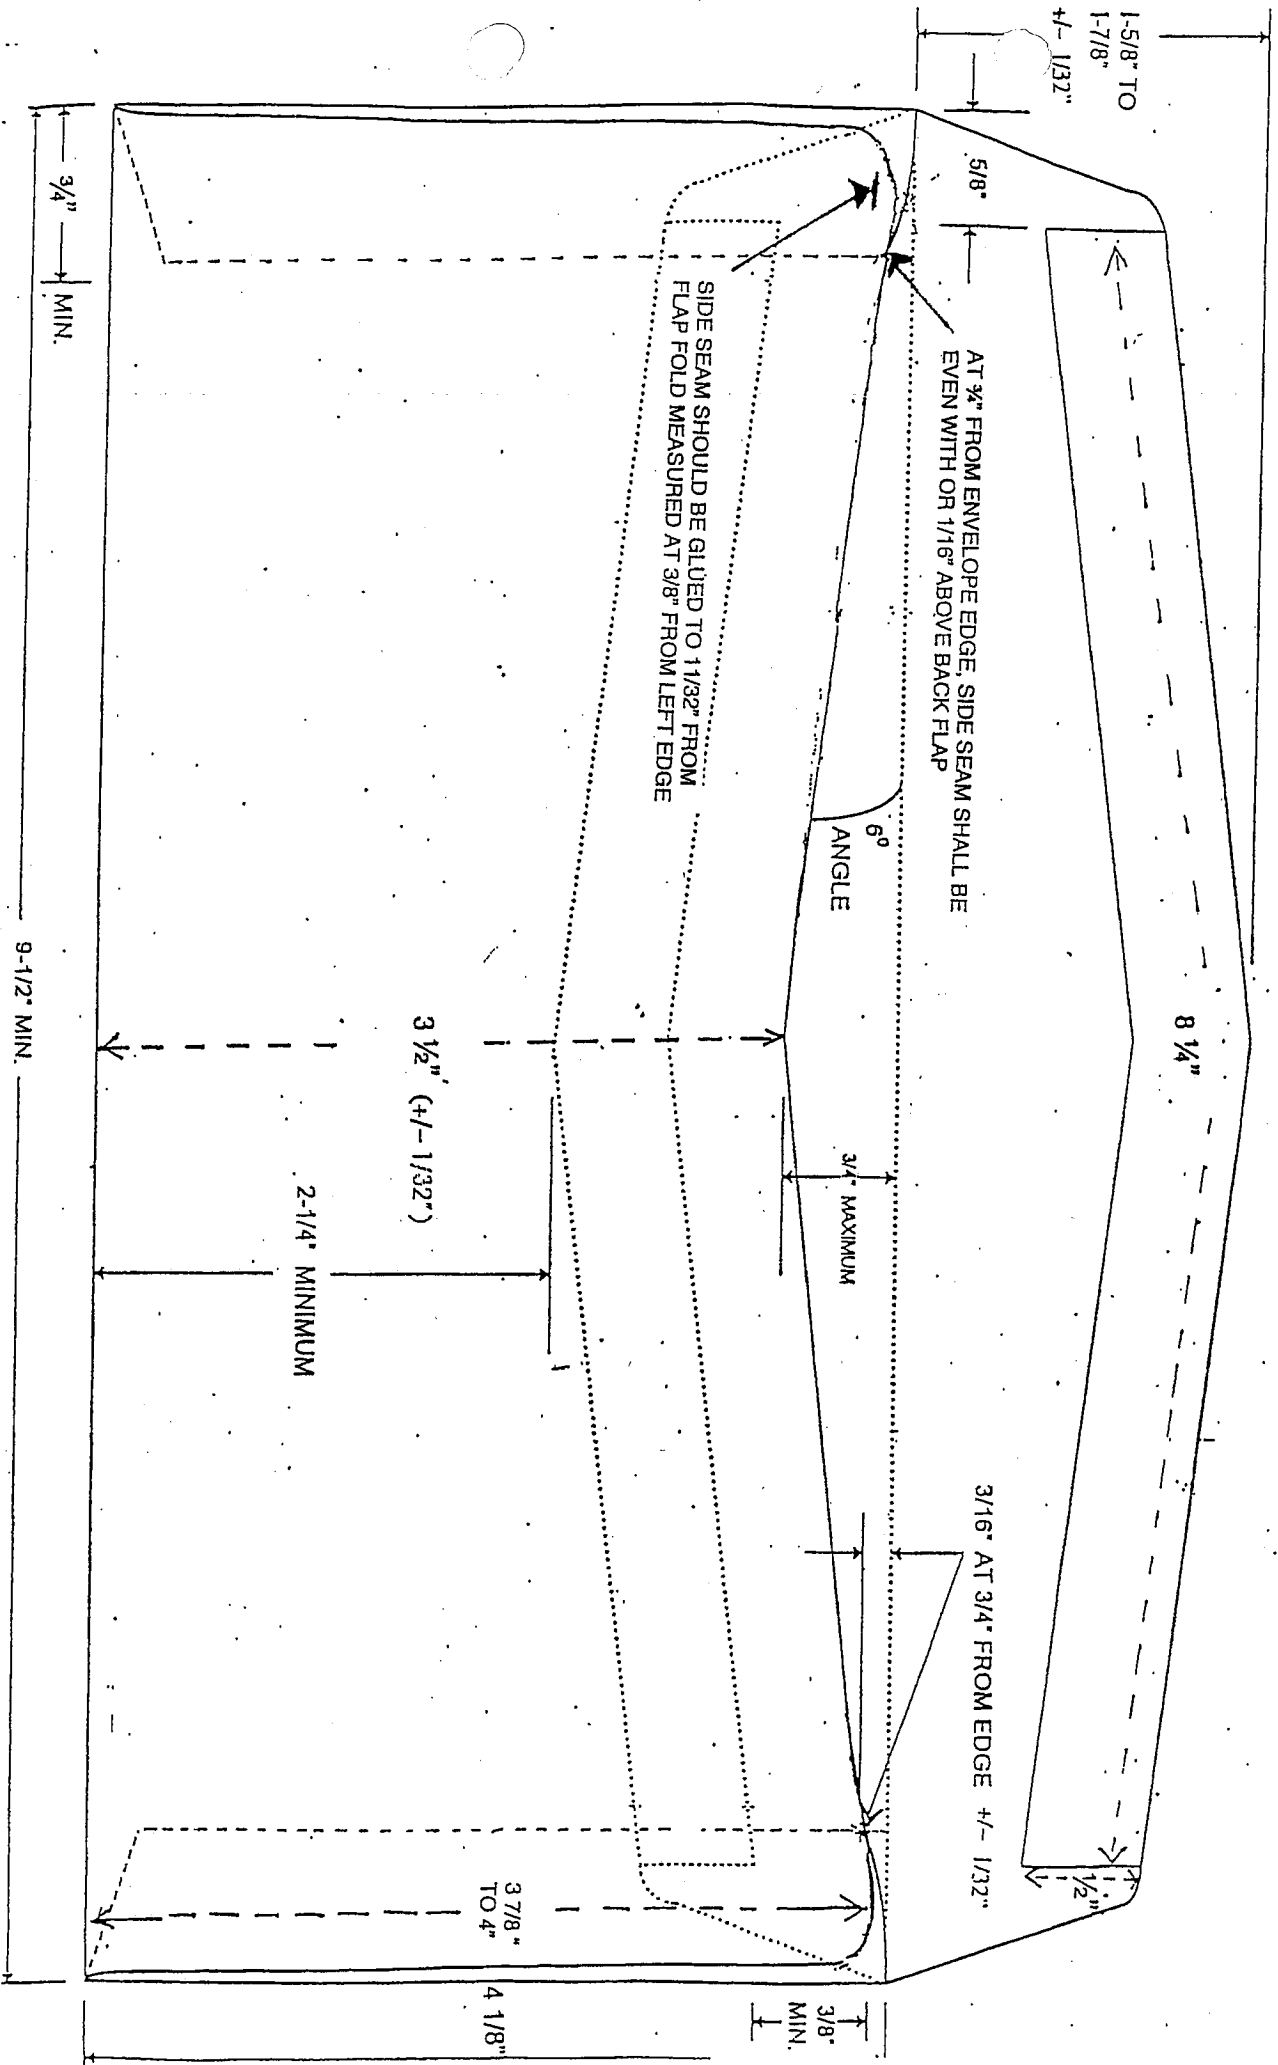 1-5/8" TO
1-7/8"
+/- 1/32"
5/8"
8 ¼"
½"
AT ¾" FROM ENVELOPE EDGE, SIDE SEAM SHALL BE
EVEN WITH OR 1/16" ABOVE BACK FLAP
3/16" AT 3/4" FROM EDGE +/- 1/32"
6°
ANGLE
3/4" MAXIMUM
3/8"
MIN.
SIDE SEAM SHOULD BE GLUED TO 11/32" FROM
FLAP FOLD MEASURED AT 3/8" FROM LEFT EDGE
3 ½" (+/- 1/32")
3 7/8 "
TO 4"
4 1/8"
2-1/4" MINIMUM
3/4"
MIN.
9-1/2" MIN.